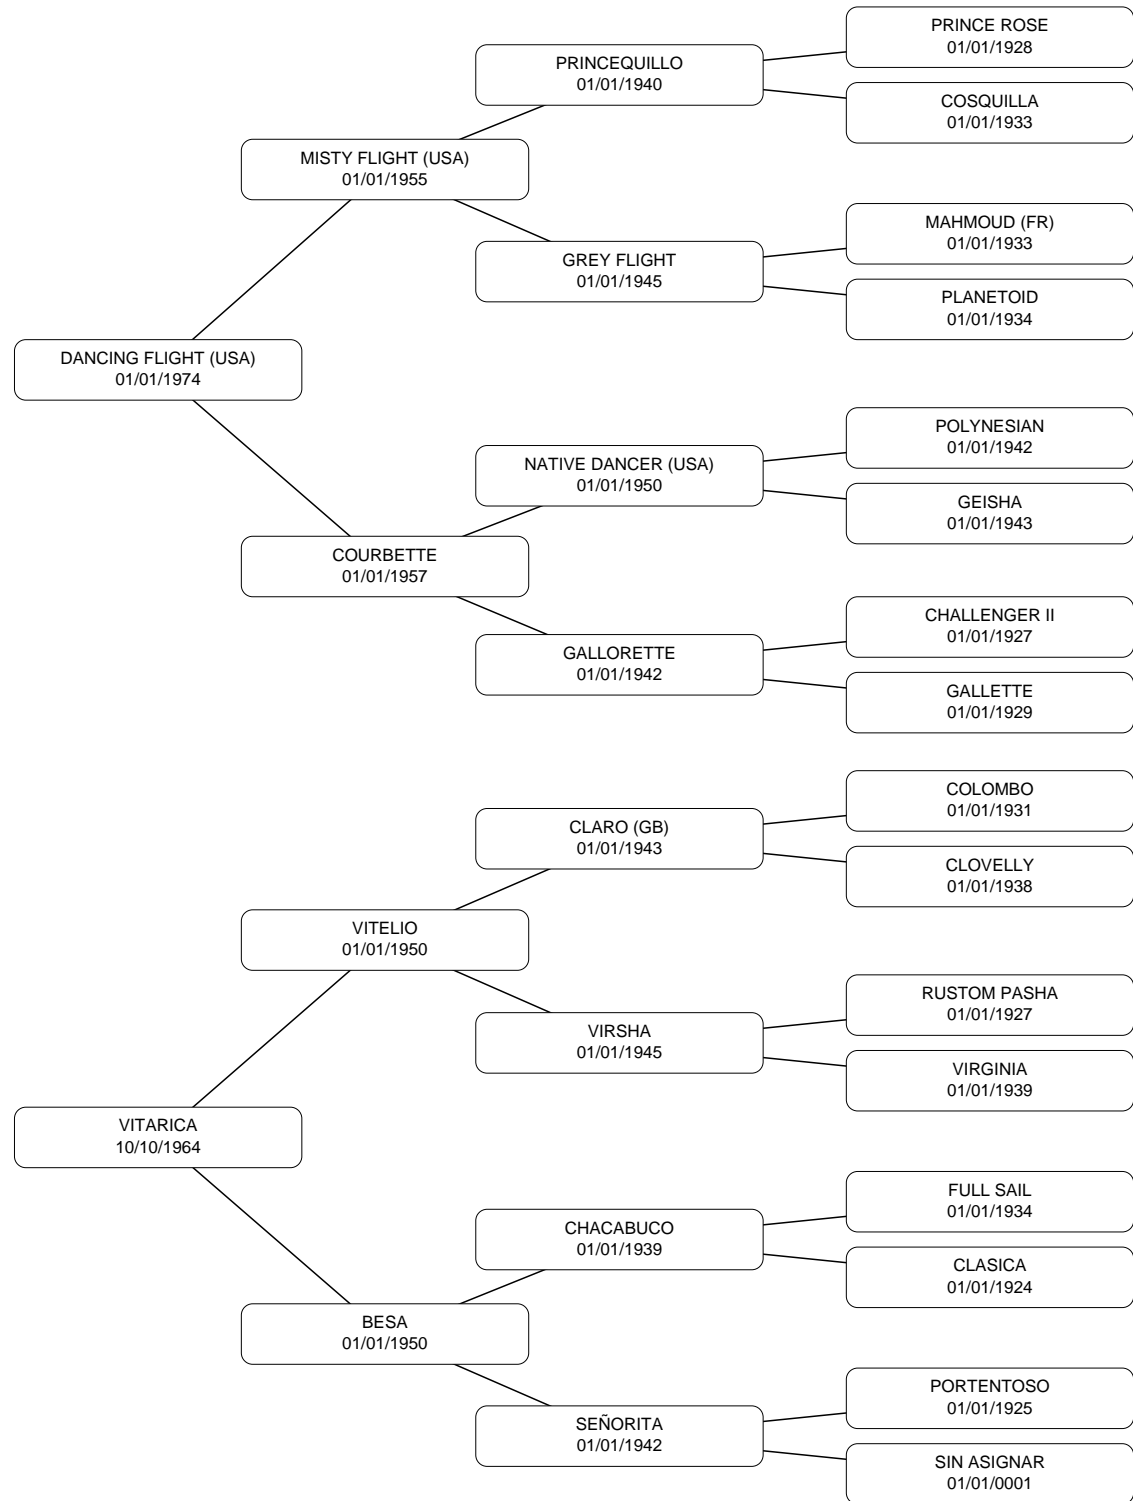 PRINCE ROSE
01/01/1928
PRINCEQUILLO
01/01/1940
COSQUILLA
01/01/1933
MISTY FLIGHT (USA)
01/01/1955
MAHMOUD (FR)
01/01/1933
GREY FLIGHT
01/01/1945
PLANETOID
01/01/1934
DANCING FLIGHT (USA)
01/01/1974
POLYNESIAN
01/01/1942
NATIVE DANCER (USA)
01/01/1950
GEISHA
01/01/1943
COURBETTE
01/01/1957
CHALLENGER II
01/01/1927
GALLORETTE
01/01/1942
GALLETTE
01/01/1929
COLOMBO
01/01/1931
CLARO (GB)
01/01/1943
CLOVELLY
01/01/1938
VITELIO
01/01/1950
RUSTOM PASHA
01/01/1927
VIRSHA
01/01/1945
VIRGINIA
01/01/1939
VITARICA
10/10/1964
FULL SAIL
01/01/1934
CHACABUCO
01/01/1939
CLASICA
01/01/1924
BESA
01/01/1950
PORTENTOSO
01/01/1925
SEÑORITA
01/01/1942
SIN ASIGNAR
01/01/0001